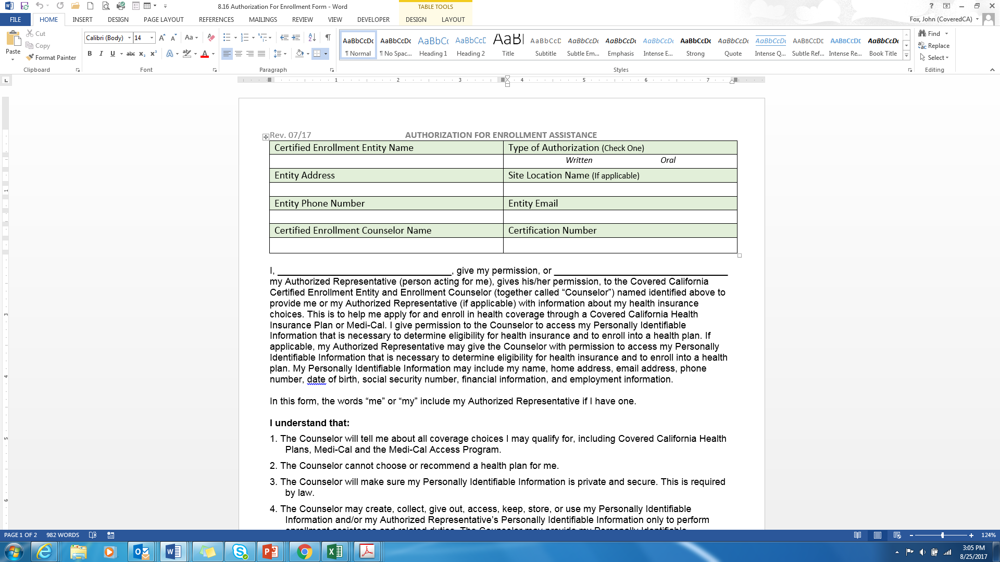 8.16 Authorization For Enrollment Form - Word
TABLE TOOLS
FILE HOME INSERT DESIGN PAGE LAYOUT REFERENCES MAILINGS REVIEW VIEW DEVELOPER DESIGN LAYOUT
Fox, John (CoveredCA)
Paste
Cut
Copy
Format Painter
Clipboard
Calibri (Body) 14
Font
Paragraph
AaBbCcDc AaBbCcDc AaBbCc AaBbCcD AaBl AaBbCcD AaBbCcDc AaBbCcDc AaBbCcDc AaBbCcDc AaBbCcDc AaBbCcDc AABBCCDE AABBCCDE AaBbCcDc
¶ Normal ¶ No Spac... Heading 1 Heading 2 Title Subtitle Subtle Em... Emphasis Intense E... Strong Quote Intense Q... Subtle Ref... Intense Re... Book Title
Styles
Find
Replace
Select
Editing
1 2 3 4 5 6 7
Rev. 07/17 AUTHORIZATION FOR ENROLLMENT ASSISTANCE
Certified Enrollment Entity Name Type of Authorization (Check One)
Written Oral
Entity Address Site Location Name (If applicable)
Entity Phone Number Entity Email
Certified Enrollment Counselor Name Certification Number
I, __________________________________, give my permission, or __________________________________
my Authorized Representative (person acting for me), gives his/her permission, to the Covered California
Certified Enrollment Entity and Enrollment Counselor (together called “Counselor”) named identified above to
provide me or my Authorized Representative (if applicable) with information about my health insurance
choices. This is to help me apply for and enroll in health coverage through a Covered California Health
Insurance Plan or Medi-Cal. I give permission to the Counselor to access my Personally Identifiable
Information that is necessary to determine eligibility for health insurance and to enroll into a health plan. If
applicable, my Authorized Representative may give the Counselor with permission to access my Personally
Identifiable Information that is necessary to determine eligibility for health insurance and to enroll into a health
plan. My Personally Identifiable Information may include my name, home address, email address, phone
number, date of birth, social security number, financial information, and employment information.
In this form, the words “me” or “my” include my Authorized Representative if I have one.
I understand that:
1. The Counselor will tell me about all coverage choices I may qualify for, including Covered California Health
Plans, Medi-Cal and the Medi-Cal Access Program.
2. The Counselor cannot choose or recommend a health plan for me.
3. The Counselor will make sure my Personally Identifiable Information is private and secure. This is required
by law.
4. The Counselor may create, collect, give out, access, keep, store, or use my Personally Identifiable
Information and/or my Authorized Representative’s Personally Identifiable Information only to perform
enrollment assistance and related duties. The Counselor may provide my Personally Identifiable
PAGE 1 OF 2 982 WORDS 124%
3:05 PM
8/25/2017